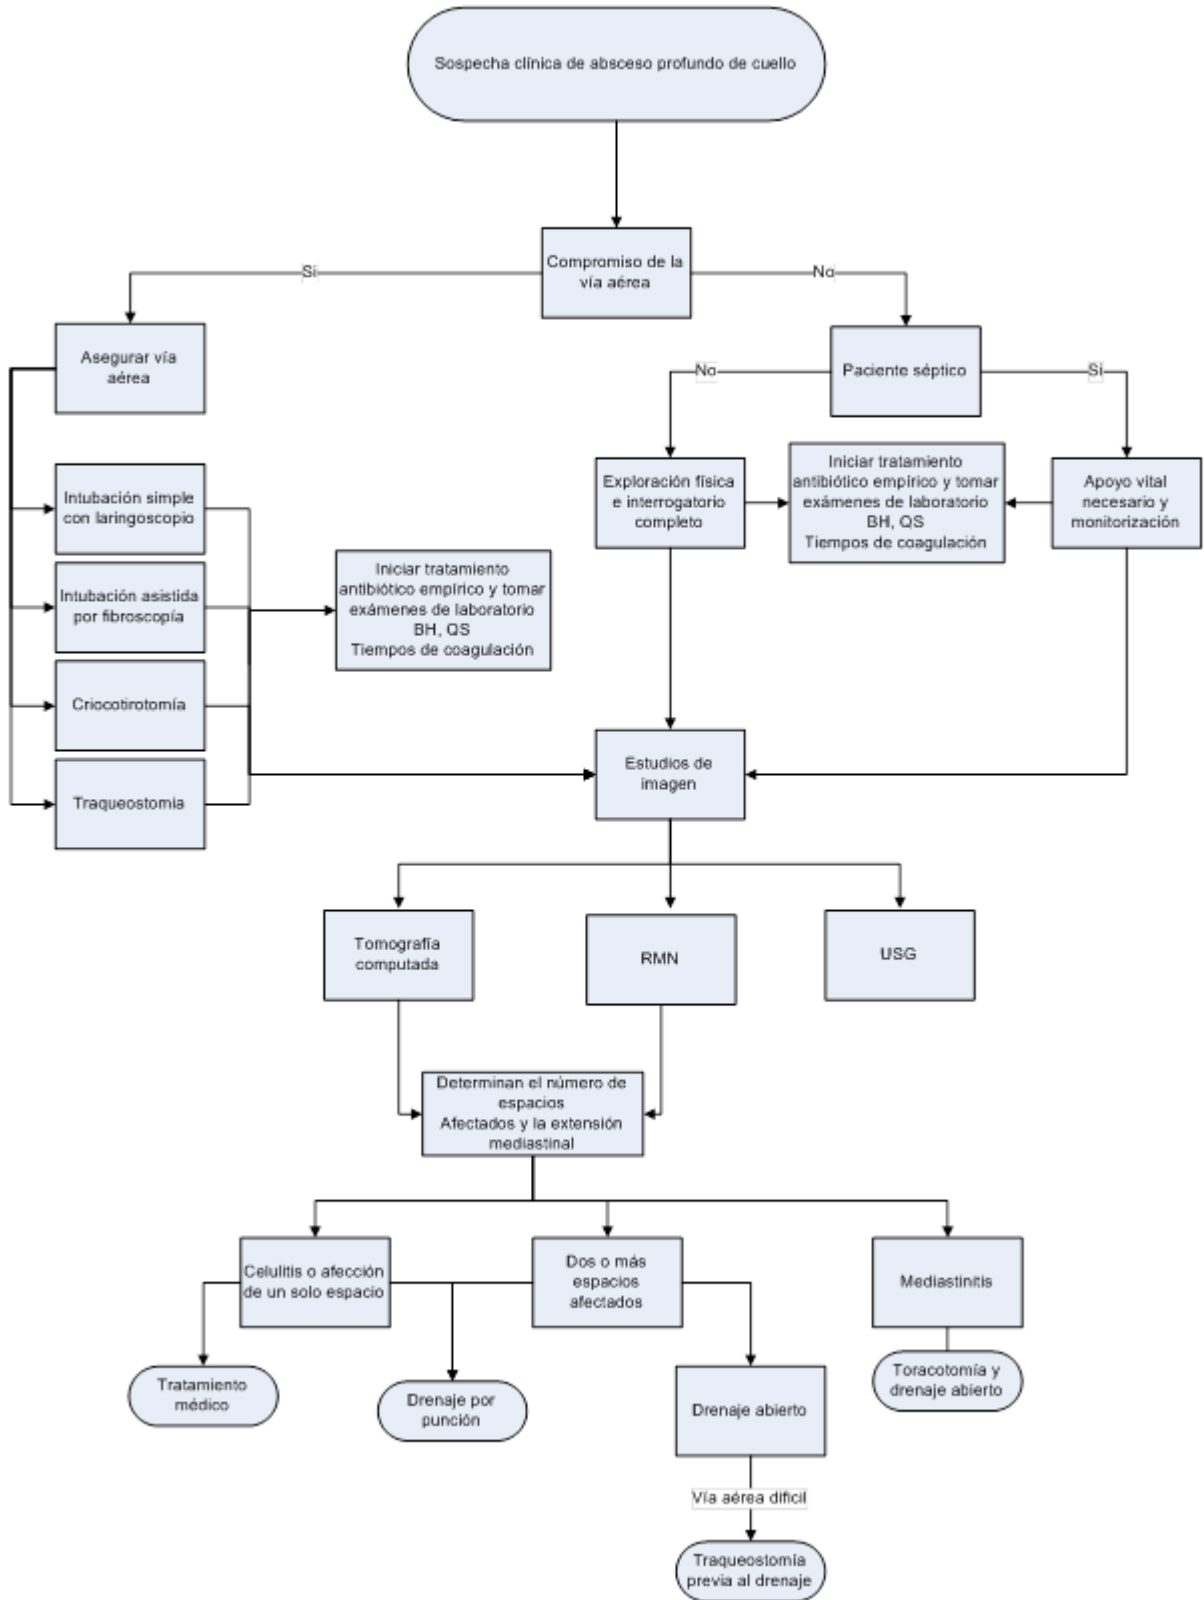 Sospecha clínica de absceso profundo de cuello
Compromiso de la
vía aérea
Si
No
Asegurar vía
aérea
Paciente séptico
No
Si
Intubación simple
con laringoscopio
Exploración física
e interrogatorio
completo
Iniciar tratamiento
antibiótico empírico y tomar
exámenes de laboratorio
BH, QS
Tiempos de coagulación
Apoyo vital
necesario y
monitorización
Intubación asistida
por fibroscopía
Iniciar tratamiento
antibiótico empírico y tomar
exámenes de laboratorio
BH, QS
Tiempos de coagulación
Criocotirotomía
Traqueostomía
Estudios de
imagen
Tomografía
computada
RMN
USG
Determinan el número de
espacios
Afectados y la extensión
mediastinal
Celulitis o afección
de un solo espacio
Dos o más
espacios
afectados
Mediastinitis
Tratamiento
médico
Drenaje por
punción
Drenaje abierto
Toracotomía y
drenaje abierto
Vía aérea dificil
Traqueostomía
previa al drenaje